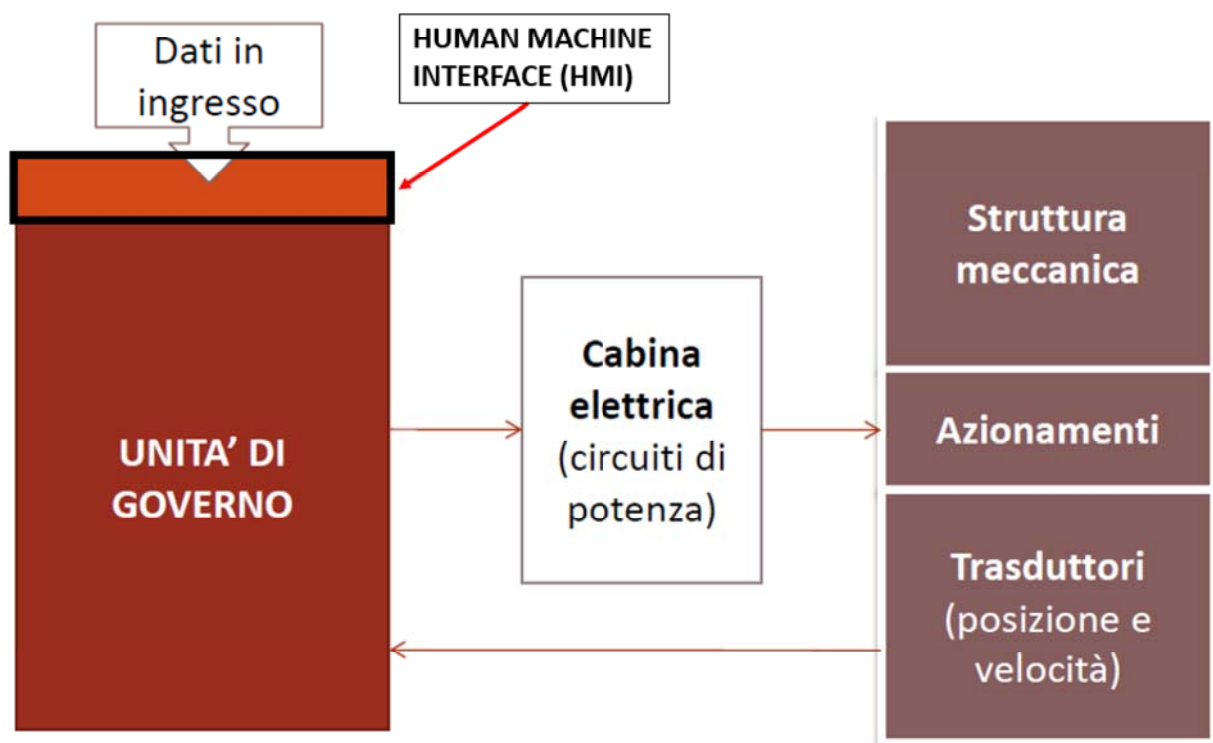 Dati in
ingresso
HUMAN MACHINE
INTERFACE (HMI)
UNITA’ DI
GOVERNO
Cabina
elettrica
(circuiti di
potenza)
Struttura
meccanica
Azionamenti
Trasduttori
(posizione e
velocità)